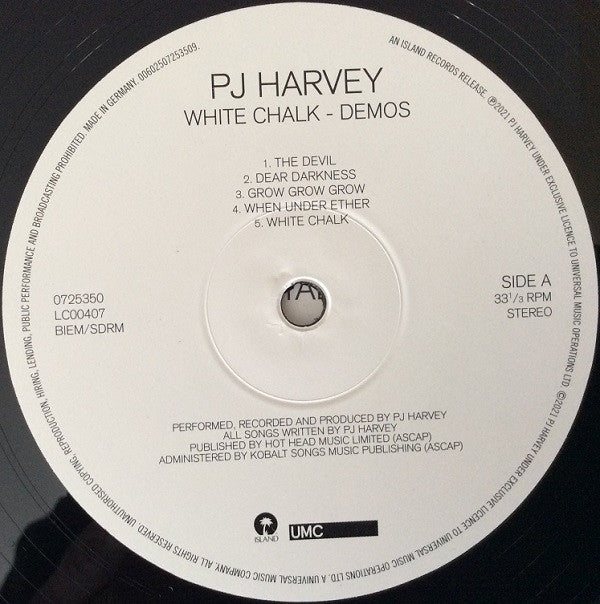 PJ HARVEY
WHITE CHALK - DEMOS
1. THE DEVIL
2. DEAR DARKNESS
3. GROW GROW GROW
4. WHEN UNDER ETHER
5. WHITE CHALK
0725350
LC00407
BIEM/SDRM
SIDE A
33 1/3 RPM
STEREO
PERFORMED, RECORDED AND PRODUCED BY PJ HARVEY
ALL SONGS WRITTEN BY PJ HARVEY
PUBLISHED BY HOT HEAD MUSIC LIMITED (ASCAP)
ADMINISTERED BY KOBALT SONGS MUSIC PUBLISHING (ASCAP)
ISLAND
UMC
AN ISLAND RECORDS RELEASE. ℗2021 PJ HARVEY UNDER EXCLUSIVE LICENCE TO UNIVERSAL MUSIC OPERATIONS LTD. ©2021 PJ HARVEY UNDER EXCLUSIVE LICENCE TO UNIVERSAL MUSIC OPERATIONS LTD. A UNIVERSAL MUSIC COMPANY. ALL RIGHTS RESERVED. UNAUTHORISED COPYING, REPRODUCTION, HIRING, LENDING, PUBLIC PERFORMANCE AND BROADCASTING PROHIBITED. MADE IN GERMANY. 00602507253509.